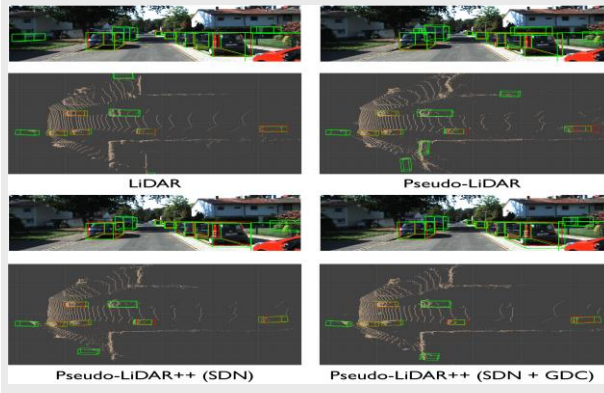 LiDAR
Pseudo-LiDAR
Pseudo-LiDAR++ (SDN)
Pseudo-LiDAR++ (SDN + GDC)